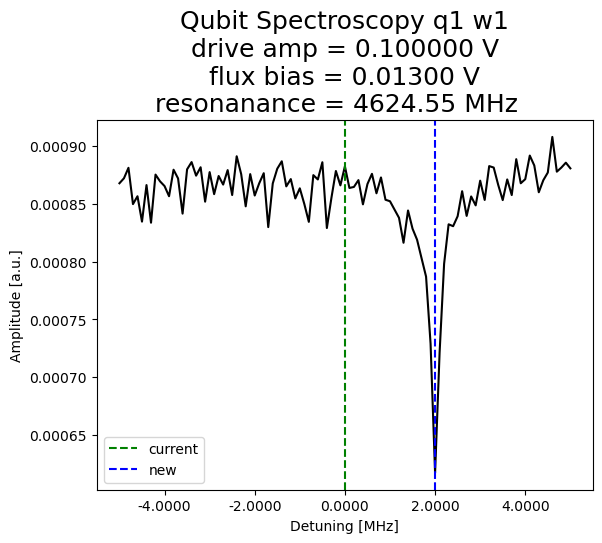 Qubit Spectroscopy q1 w1
drive amp = 0.100000 V
flux bias = 0.01300 V
resonanance = 4624.55 MHz
0.00090
0.00085
0.00080
0.00075
0.00070
0.00065
Amplitude [a.u.]
current
new
-4.0000 -2.0000 0.0000 2.0000 4.0000
Detuning [MHz]